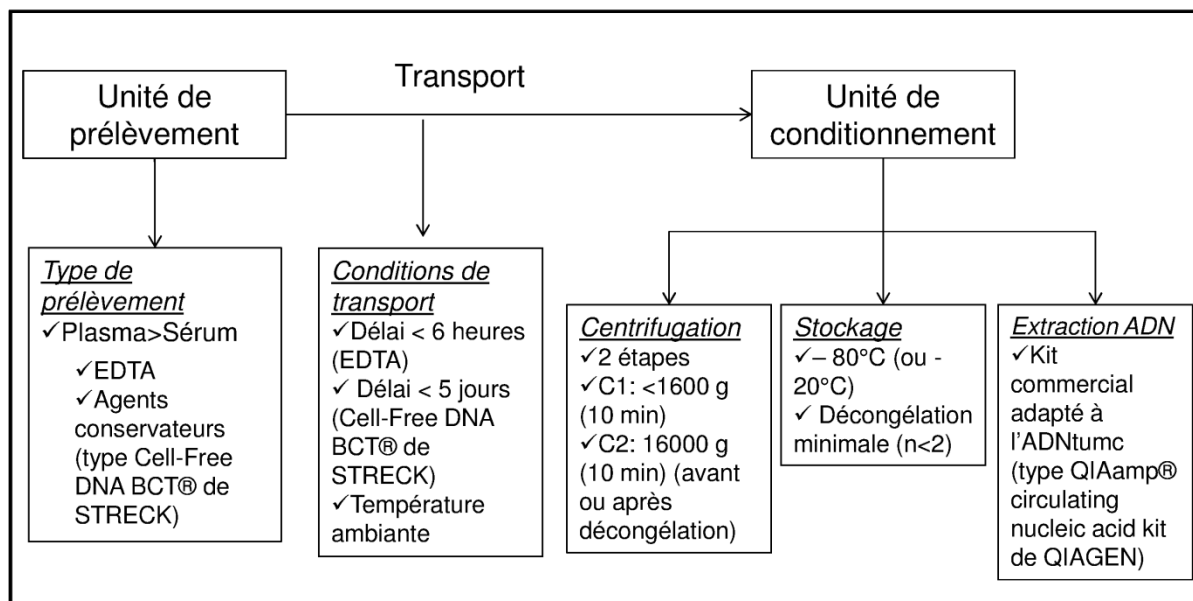 Transport
Unité de
prélèvement
Unité de
conditionnement
Type de
prélèvement
✓Plasma>Sérum
✓EDTA
✓Agents
conservateurs
(type Cell-Free
DNA BCT® de
STRECK)
Conditions de
transport
✓Délai < 6 heures
(EDTA)
✓ Délai < 5 jours
(Cell-Free DNA
BCT® de
STRECK)
✓Température
ambiante
Centrifugation
✓2 étapes
✓C1: <1600 g
(10 min)
✓C2: 16000 g
(10 min) (avant
ou après
décongélation)
Stockage
✓– 80°C (ou -
20°C)
✓ Décongélation
minimale (n<2)
Extraction ADN
✓Kit
commercial
adapté à
l’ADNtumc
(type QIAamp®
circulating
nucleic acid kit
de QIAGEN)